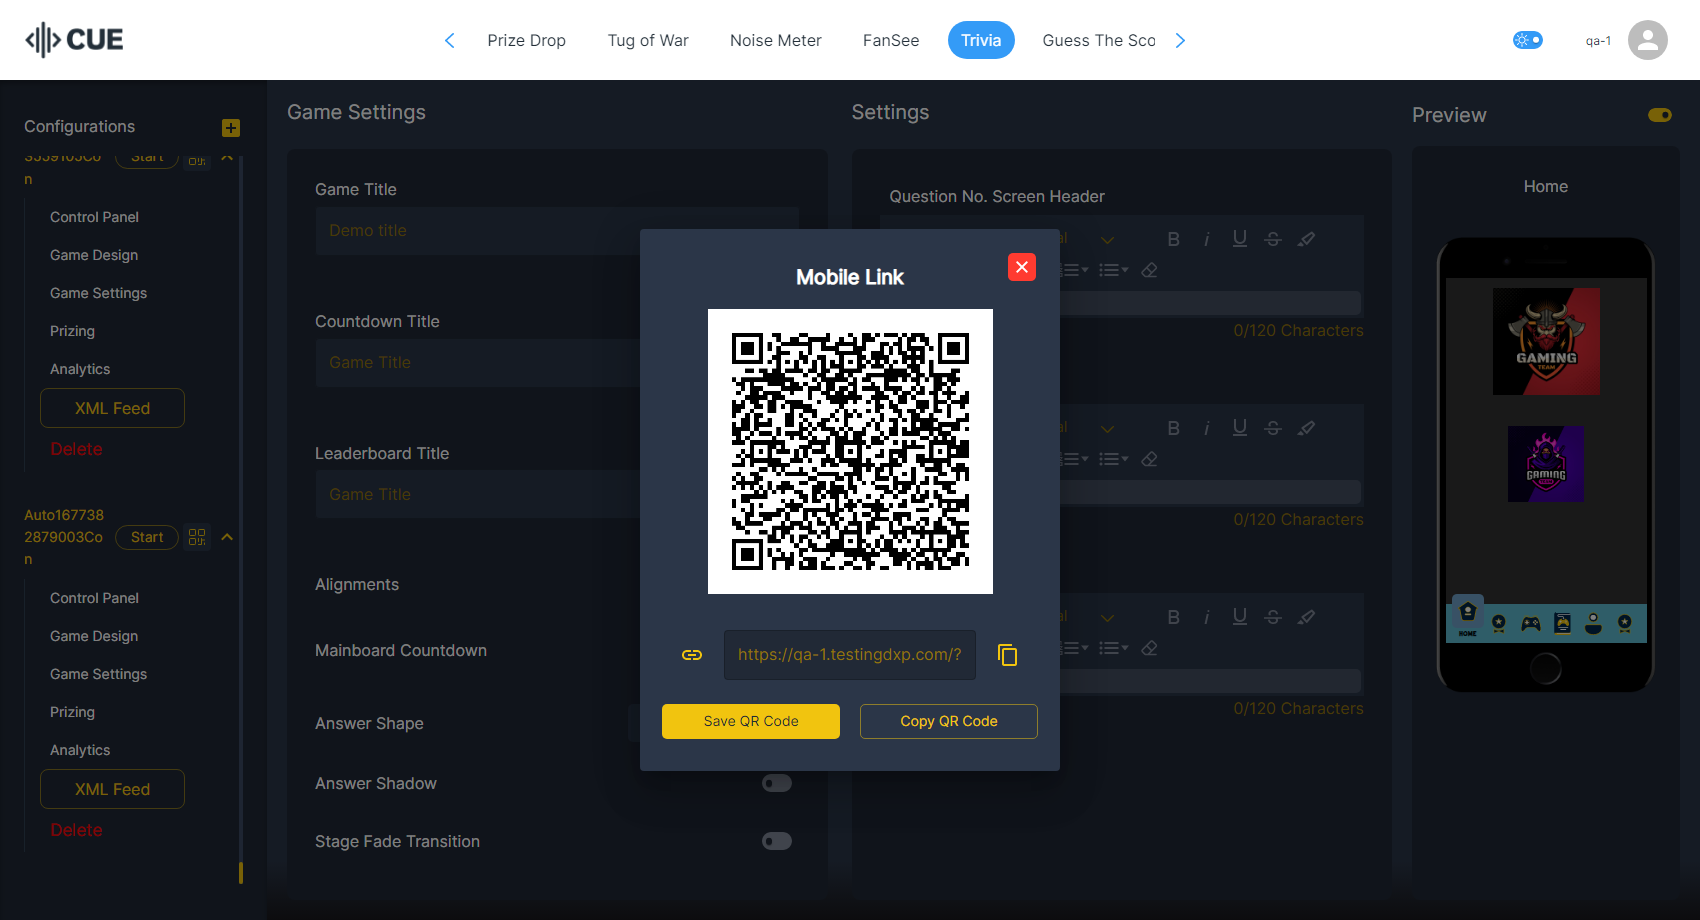 CUE
Prize Drop
Tug of War
Noise Meter
FanSee
Trivia
Guess The Sco
qa-1
Configurations
Start
n
Control Panel
Game Design
Game Settings
Prizing
Analytics
XML Feed
Delete
Auto167738
2879003Co
n
Start
Control Panel
Game Design
Game Settings
Prizing
Analytics
XML Feed
Delete
Game Settings
Game Title
Demo title
Countdown Title
Game Title
Leaderboard Title
Game Title
Alignments
Mainboard Countdown
Answer Shape
Answer Shadow
Stage Fade Transition
Settings
Question No. Screen Header
0/120 Characters
0/120 Characters
0/120 Characters
Mobile Link
https://qa-1.testingdxp.com/?
Save QR Code
Copy QR Code
Preview
Home
GAMING
TEAM
GAMING
HOME